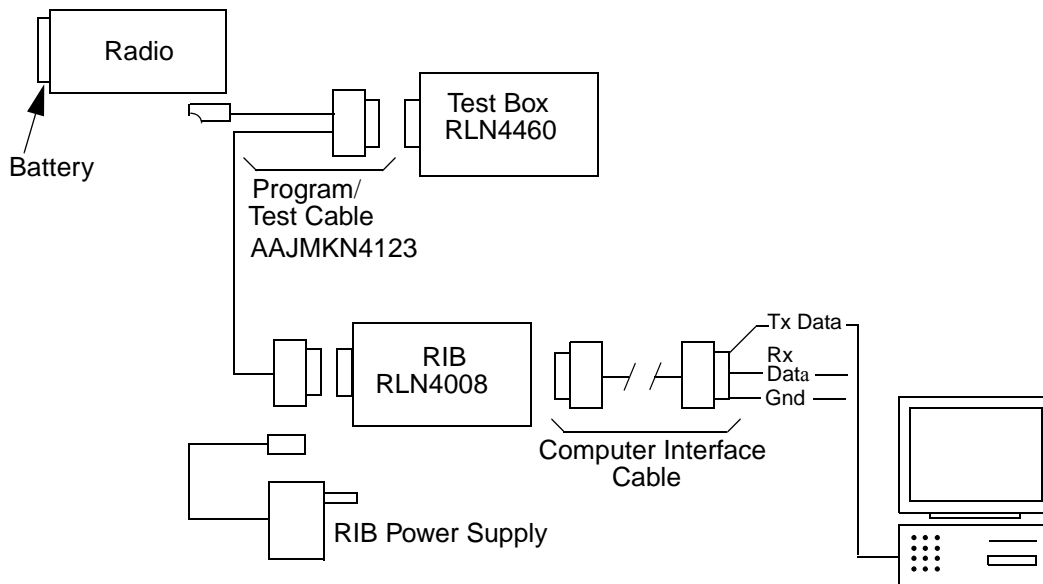 Radio
Battery
Test Box
RLN4460
Program/
Test Cable
AAJMKN4123
RIB
RLN4008
Tx Data
Rx
Data
Gnd
Computer Interface
Cable
RIB Power Supply